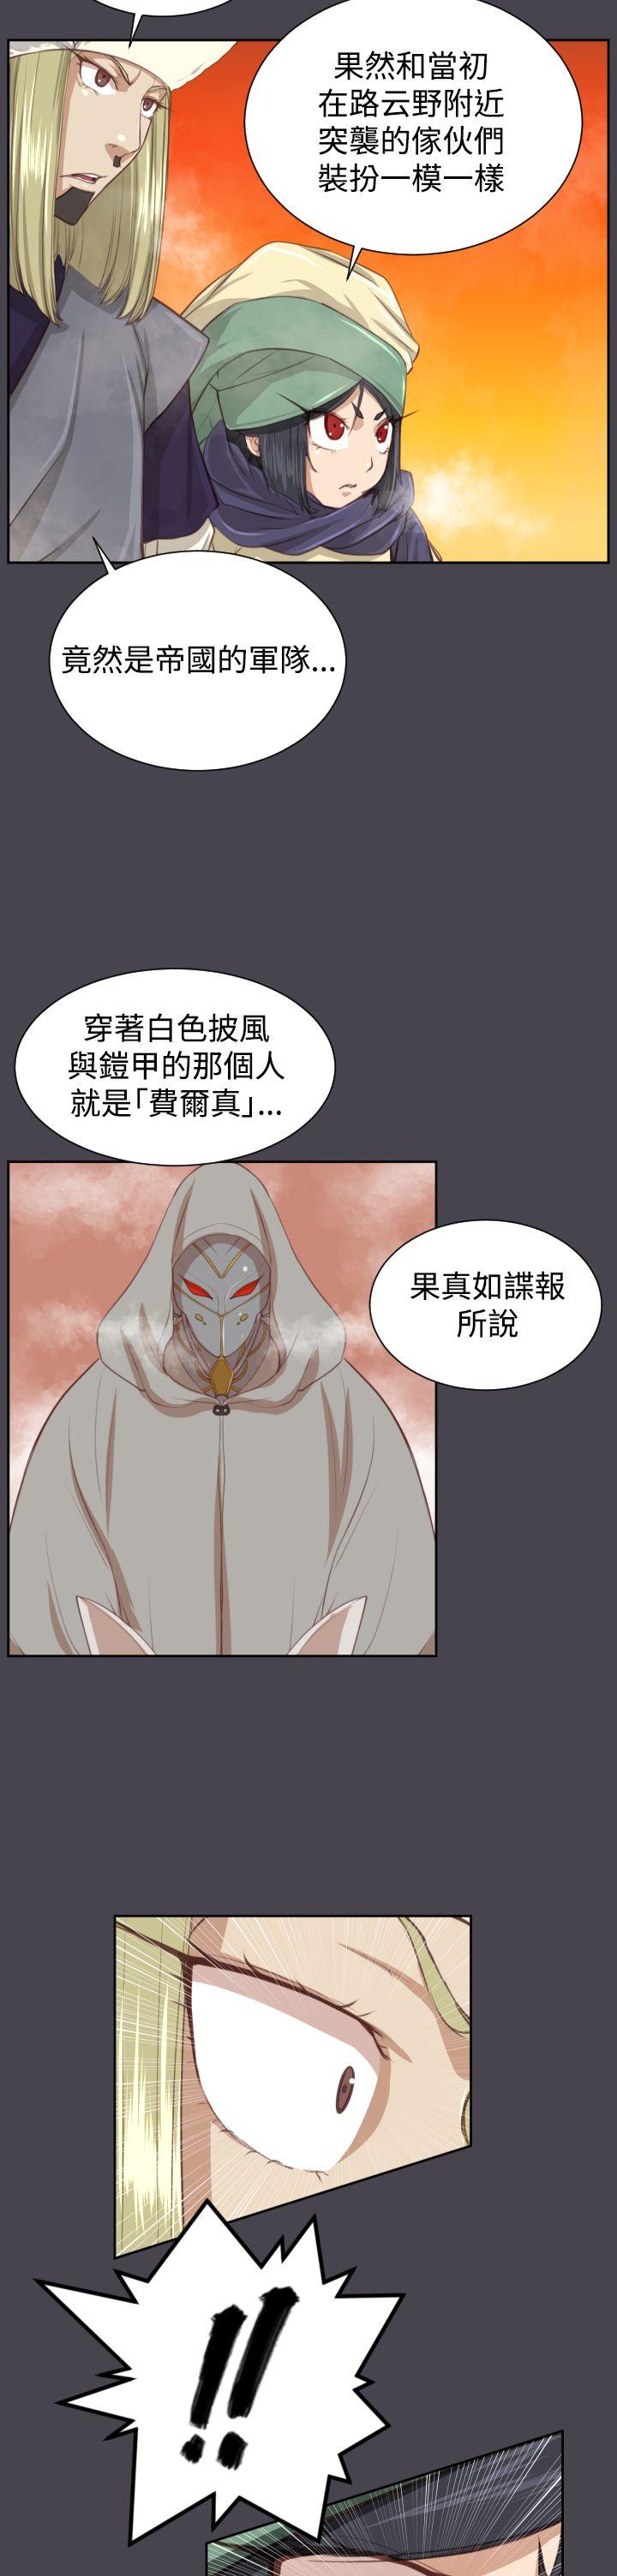 果然和當初
在路云野附近
突襲的傢伙們
裝扮一模一樣
竟然是帝國的軍隊...
穿著白色披風
與鎧甲的那個人
就是「費爾真」...
果真如諜報
所說
!!